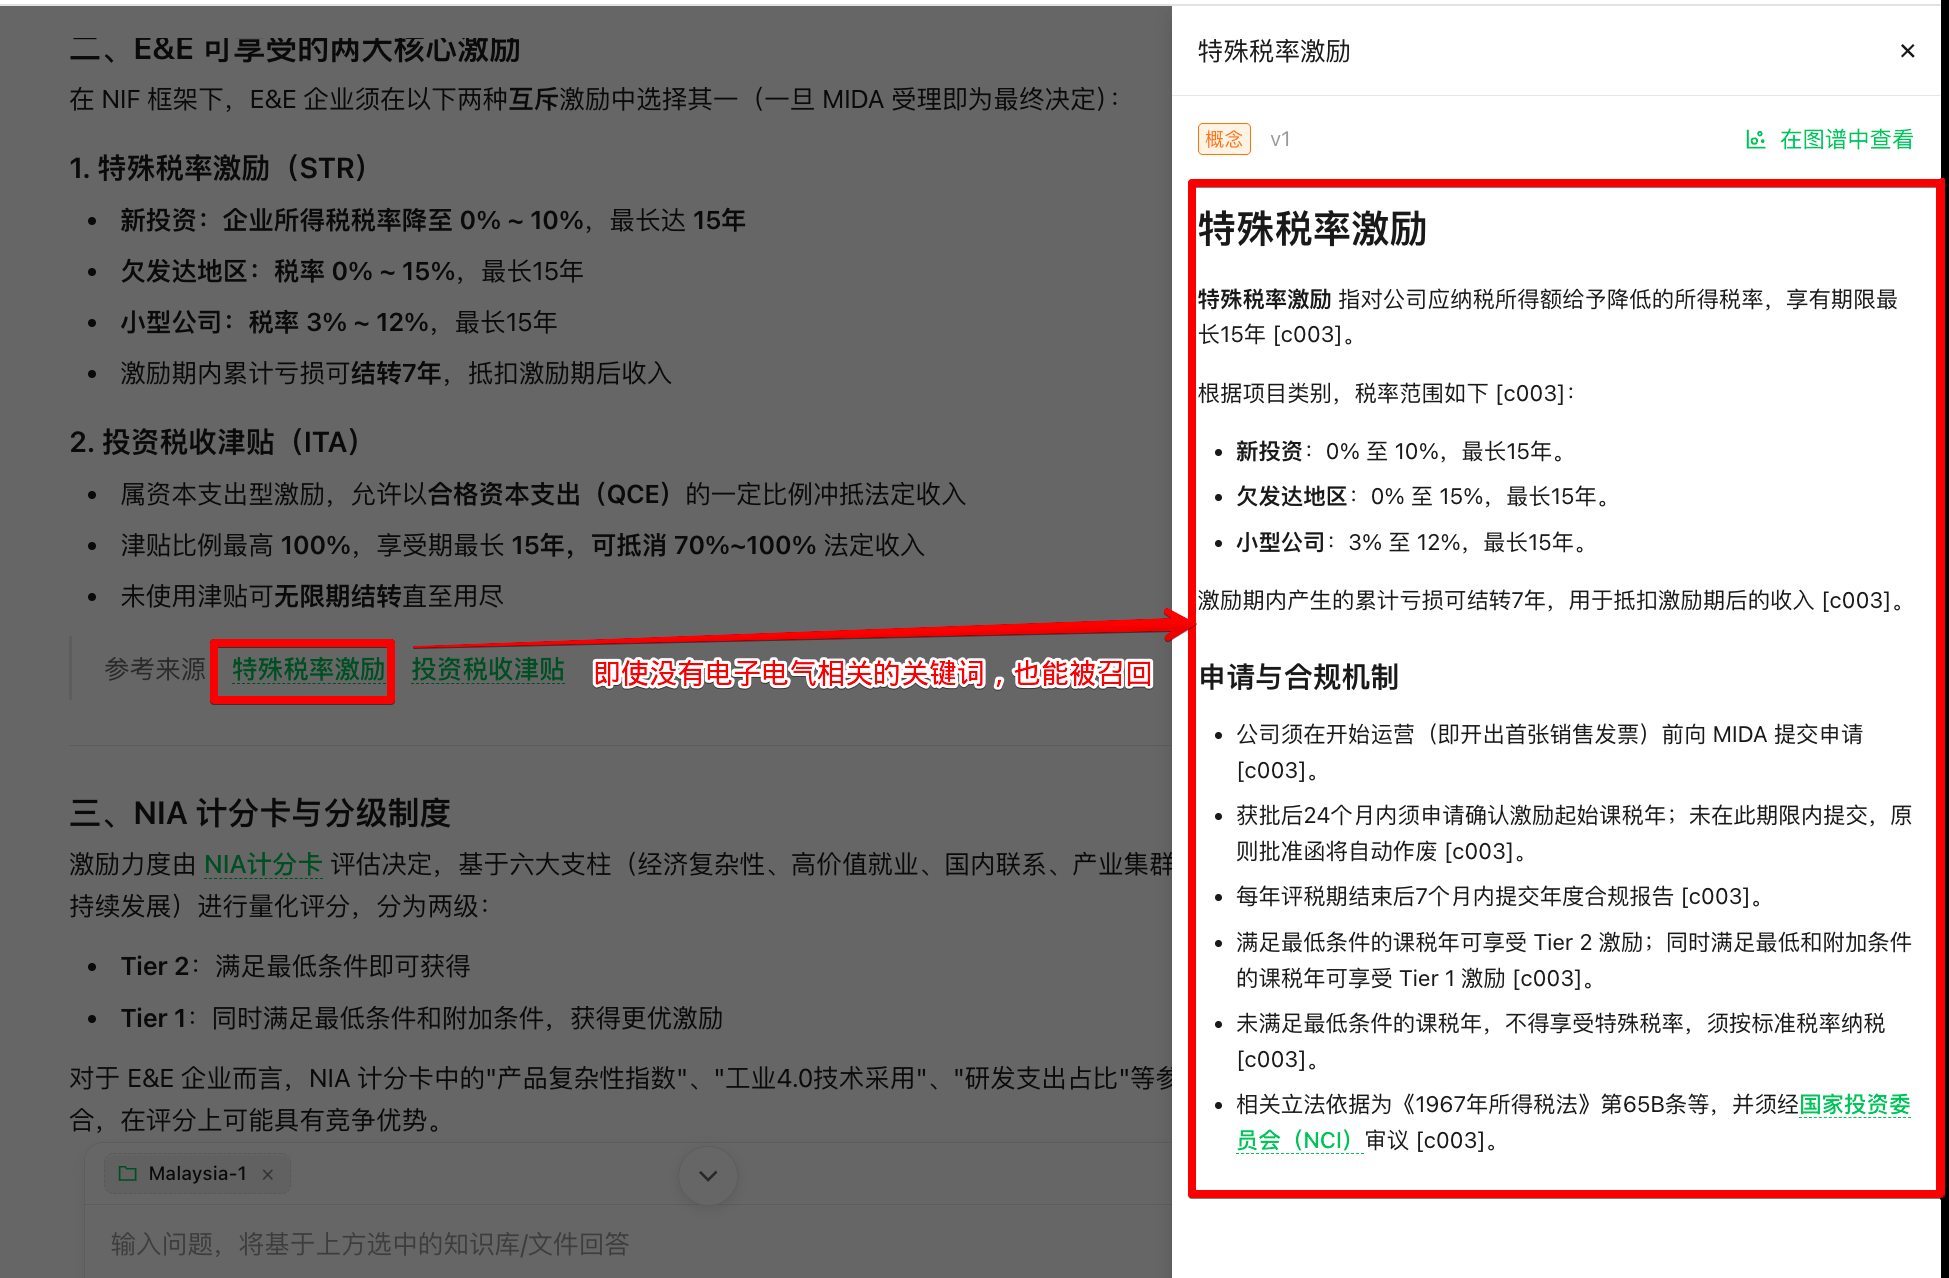 二、E&E 可享受的两大核心激励
在 NIF 框架下，E&E 企业须在以下两种互斥激励中选择其一（一旦 MIDA 受理即为最终决定）：
1. 特殊税率激励（STR）
• 新投资：企业所得税税率降至 0% ~ 10%，最长达 15年
• 欠发达地区：税率 0% ~ 15%，最长15年
• 小型公司：税率 3% ~ 12%，最长15年
• 激励期内累计亏损可结转7年，抵扣激励期后收入
2. 投资税收津贴（ITA）
• 属资本支出型激励，允许以合格资本支出（QCE）的一定比例冲抵法定收入
• 津贴比例最高 100%，享受期最长 15年，可抵消 70%~100% 法定收入
• 未使用津贴可无限期结转直至用尽
参考来源 特殊税率激励 投资税收津贴
即使没有电子电气相关的关键词，也能被召回
三、NIA 计分卡与分级制度
激励力度由 NIA计分卡 评估决定，基于六大支柱（经济复杂性、高价值就业、国内联系、产业集群
持续发展）进行量化评分，分为两级：
• Tier 2：满足最低条件即可获得
• Tier 1：同时满足最低条件和附加条件，获得更优激励
对于 E&E 企业而言，NIA 计分卡中的"产品复杂性指数"、"工业4.0技术采用"、"研发支出占比"等参
合，在评分上可能具有竞争优势。
Malaysia-1 ×
输入问题，将基于上方选中的知识库/文件回答
特殊税率激励 ×
概念 v1 在图谱中查看
特殊税率激励
特殊税率激励 指对公司应纳税所得额给予降低的所得税率，享有期限最
长15年 [c003]。
根据项目类别，税率范围如下 [c003]：
• 新投资：0% 至 10%，最长15年。
• 欠发达地区：0% 至 15%，最长15年。
• 小型公司：3% 至 12%，最长15年。
激励期内产生的累计亏损可结转7年，用于抵扣激励期后的收入 [c003]。
申请与合规机制
• 公司须在开始运营（即开出首张销售发票）前向 MIDA 提交申请
[c003]。
• 获批后24个月内须申请确认激励起始课税年；未在此期限内提交，原
则批准函将自动作废 [c003]。
• 每年评税期结束后7个月内提交年度合规报告 [c003]。
• 满足最低条件的课税年可享受 Tier 2 激励；同时满足最低和附加条件
的课税年可享受 Tier 1 激励 [c003]。
• 未满足最低条件的课税年，不得享受特殊税率，须按标准税率纳税
[c003]。
• 相关立法依据为《1967年所得税法》第65B条等，并须经国家投资委
员会（NCI）审议 [c003]。